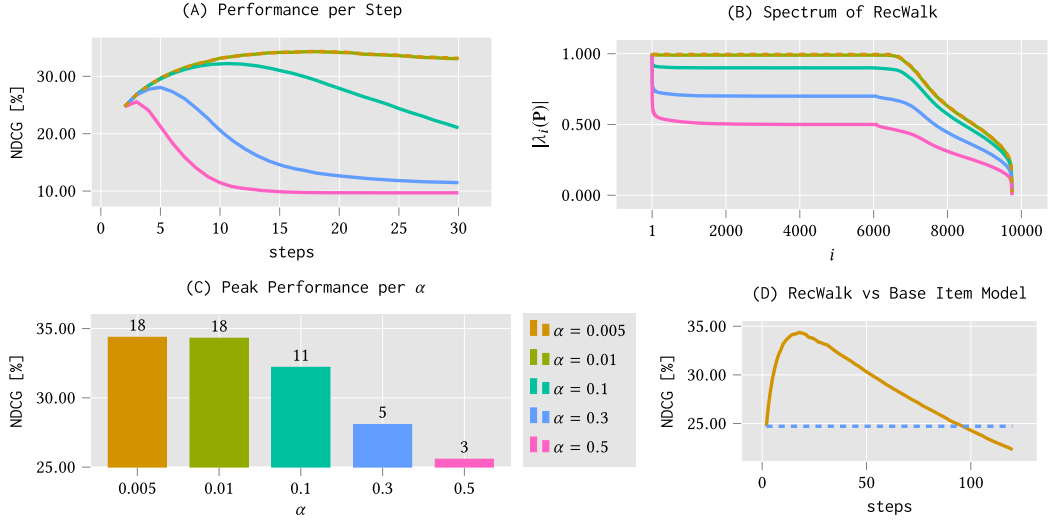 (A) Performance per Step
NDCG [%]
30.00
20.00
10.00
0 5 10 15 20 25 30
steps
(B) Spectrum of RecWalk
|λᵢ(P)|
1.000
0.500
0.000
1 2000 4000 6000 8000 10000
i
(C) Peak Performance per α
NDCG [%]
35.00
30.00
25.00
18 18 11 5 3
0.005 0.01 0.1 0.3 0.5
α
α = 0.005
α = 0.01
α = 0.1
α = 0.3
α = 0.5
(D) RecWalk vs Base Item Model
NDCG [%]
35.00
30.00
25.00
0 50 100
steps